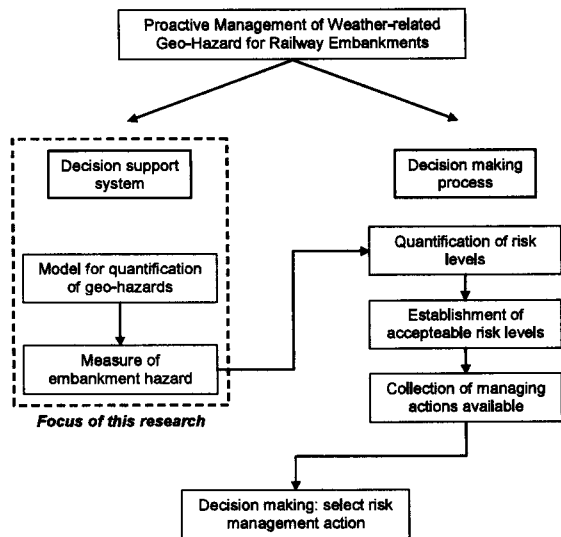 Proactive Management of Weather-related
Geo-Hazard for Railway Embankments
Decision support
system
Model for quantification
of geo-hazards
Measure of
embankment hazard
Focus of this research
Decision making
process
Quantification of risk
levels
Establishment of
accepteable risk levels
Collection of managing
actions available
Decision making: select risk
management action